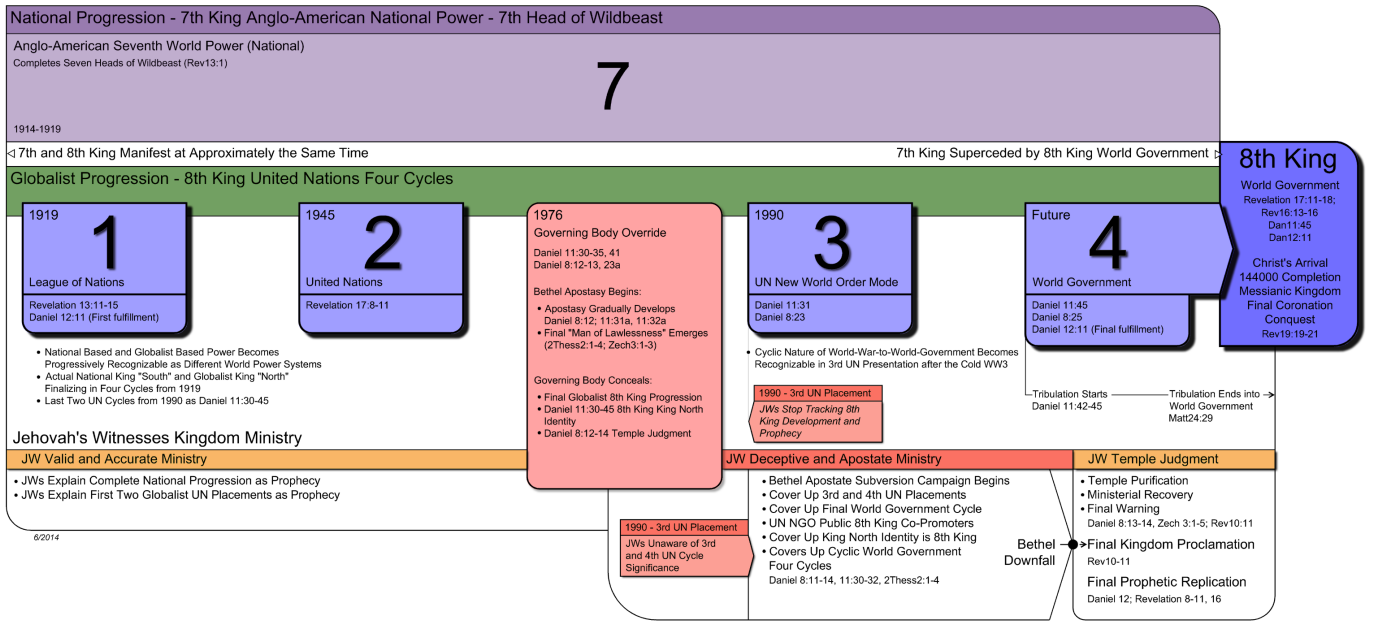 National Progression - 7th King Anglo-American National Power - 7th Head of Wildbeast
Anglo-American Seventh World Power (National)
Completes Seven Heads of Wildbeast (Rev13:1)
7
1914-1919
7th and 8th King Manifest at Approximately the Same Time
7th King Superceded by 8th King World Government
Globalist Progression - 8th King United Nations Four Cycles
1919
1
League of Nations
Revelation 13:11-15
Daniel 12:11 (First fulfillment)
1945
2
United Nations
Revelation 17:8-11
1976
Governing Body Override
Daniel 11:30-35, 41
Daniel 8:12-13, 23a
Bethel Apostasy Begins:
• Apostasy Gradually Develops
Daniel 8:12; 11:31a, 11:32a
• Final "Man of Lawlessness" Emerges
(2Thess2:1-4; Zech3:1-3)
Governing Body Conceals:
• Final Globalist 8th King Progression
• Daniel 11:30-45 8th King King North
Identity
• Daniel 8:12-14 Temple Judgment
1990
3
UN New World Order Mode
Daniel 11:31
Daniel 8:23
Future
4
World Government
Daniel 11:45
Daniel 8:25
Daniel 12:11 (Final fulfillment)
8th King
World Government
Revelation 17:11-18;
Rev16:13-16
Dan11:45
Dan12:11
Christ's Arrival
144000 Completion
Messianic Kingdom
Final Coronation
Conquest
Rev19:19-21
• National Based and Globalist Based Power Becomes
Progressively Recognizable as Different World Power Systems
• Actual National King "South" and Globalist King "North"
Finalizing in Four Cycles from 1919
• Last Two UN Cycles from 1990 as Daniel 11:30-45
• Cyclic Nature of World-War-to-World-Government Becomes
Recognizable in 3rd UN Presentation after the Cold WW3
1990 - 3rd UN Placement
JWs Stop Tracking 8th
King Development and
Prophecy
Tribulation Starts
Daniel 11:42-45
Tribulation Ends into
World Government
Matt24:29
Jehovah's Witnesses Kingdom Ministry
JW Valid and Accurate Ministry
• JWs Explain Complete National Progression as Prophecy
• JWs Explain First Two Globalist UN Placements as Prophecy
6/2014
JW Deceptive and Apostate Ministry
• Bethel Apostate Subversion Campaign Begins
• Cover Up 3rd and 4th UN Placements
• Cover Up Final World Government Cycle
• UN NGO Public 8th King Co-Promoters
• Cover Up King North Identity is 8th King
• Covers Up Cyclic World Government
Four Cycles
Daniel 8:11-14, 11:30-32, 2Thess2:1-4
1990 - 3rd UN Placement
JWs Unaware of 3rd
and 4th UN Cycle
Significance
Bethel
Downfall
JW Temple Judgment
• Temple Purification
• Ministerial Recovery
• Final Warning
Daniel 8:13-14, Zech 3:1-5; Rev10:11
Final Kingdom Proclamation
Rev10-11
Final Prophetic Replication
Daniel 12; Revelation 8-11, 16